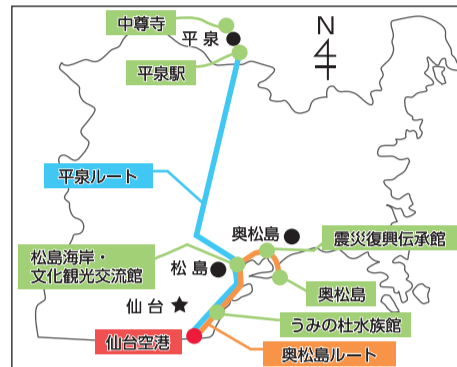 中尊寺
平泉
N
平泉駅
平泉ルート
奥松島
震災復興伝承館
松島海岸・
文化観光交流館
松島
奥松島
仙台
うみの杜水族館
仙台空港
奥松島ルート